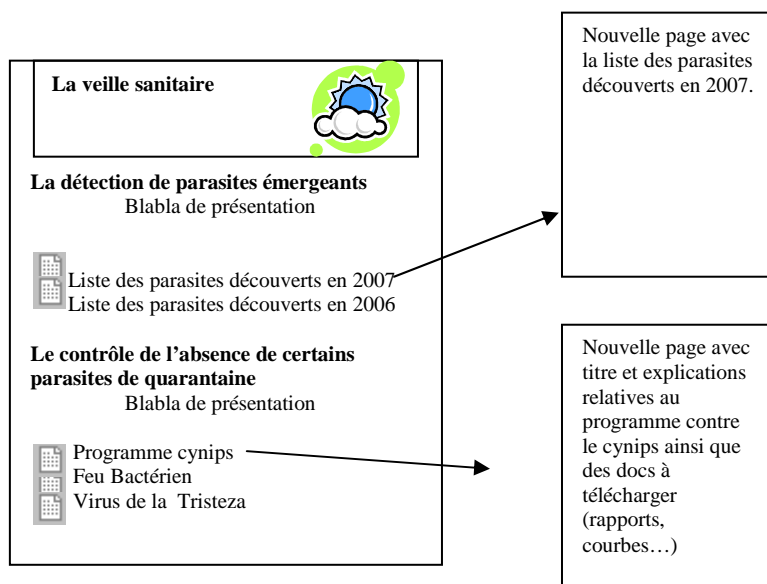 La veille sanitaire
La détection de parasites émergeants
Blabla de présentation
Liste des parasites découverts en 2007
Liste des parasites découverts en 2006
Le contrôle de l’absence de certains
parasites de quarantaine
Blabla de présentation
Programme cynips
Feu Bactérien
Virus de la  Tristeza
Nouvelle page avec
la liste des parasites
découverts en 2007.
Nouvelle page avec
titre et explications
relatives au
programme contre
le cynips ainsi que
des docs à
télécharger
(rapports,
courbes…)